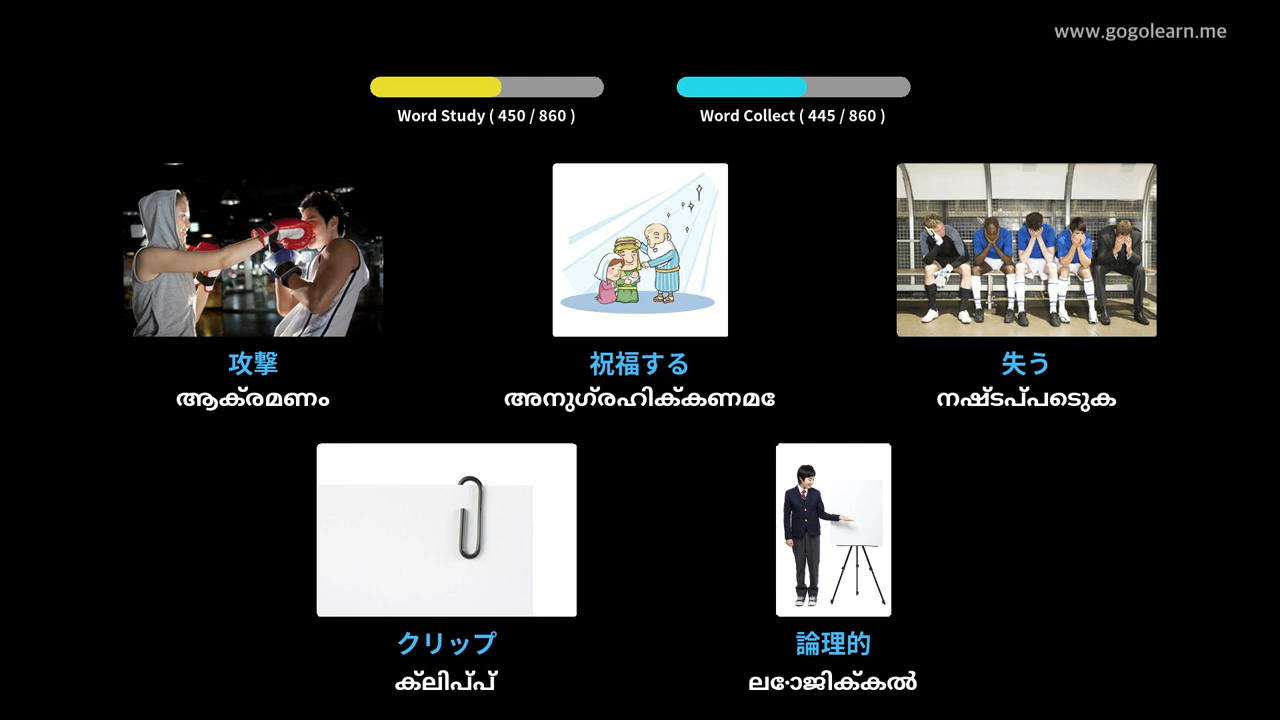 www.gogolearn.me
Word Study ( 450 / 860 )
Word Collect ( 445 / 860 )
攻撃
ആക്രമണം
祝福する
അനുഗ്രഹിക്കണമേ
失う
നഷ്ടപ്പെടുക
クリップ
ക്ലിപ്പ്
論理的
ലോജിക്കൽ